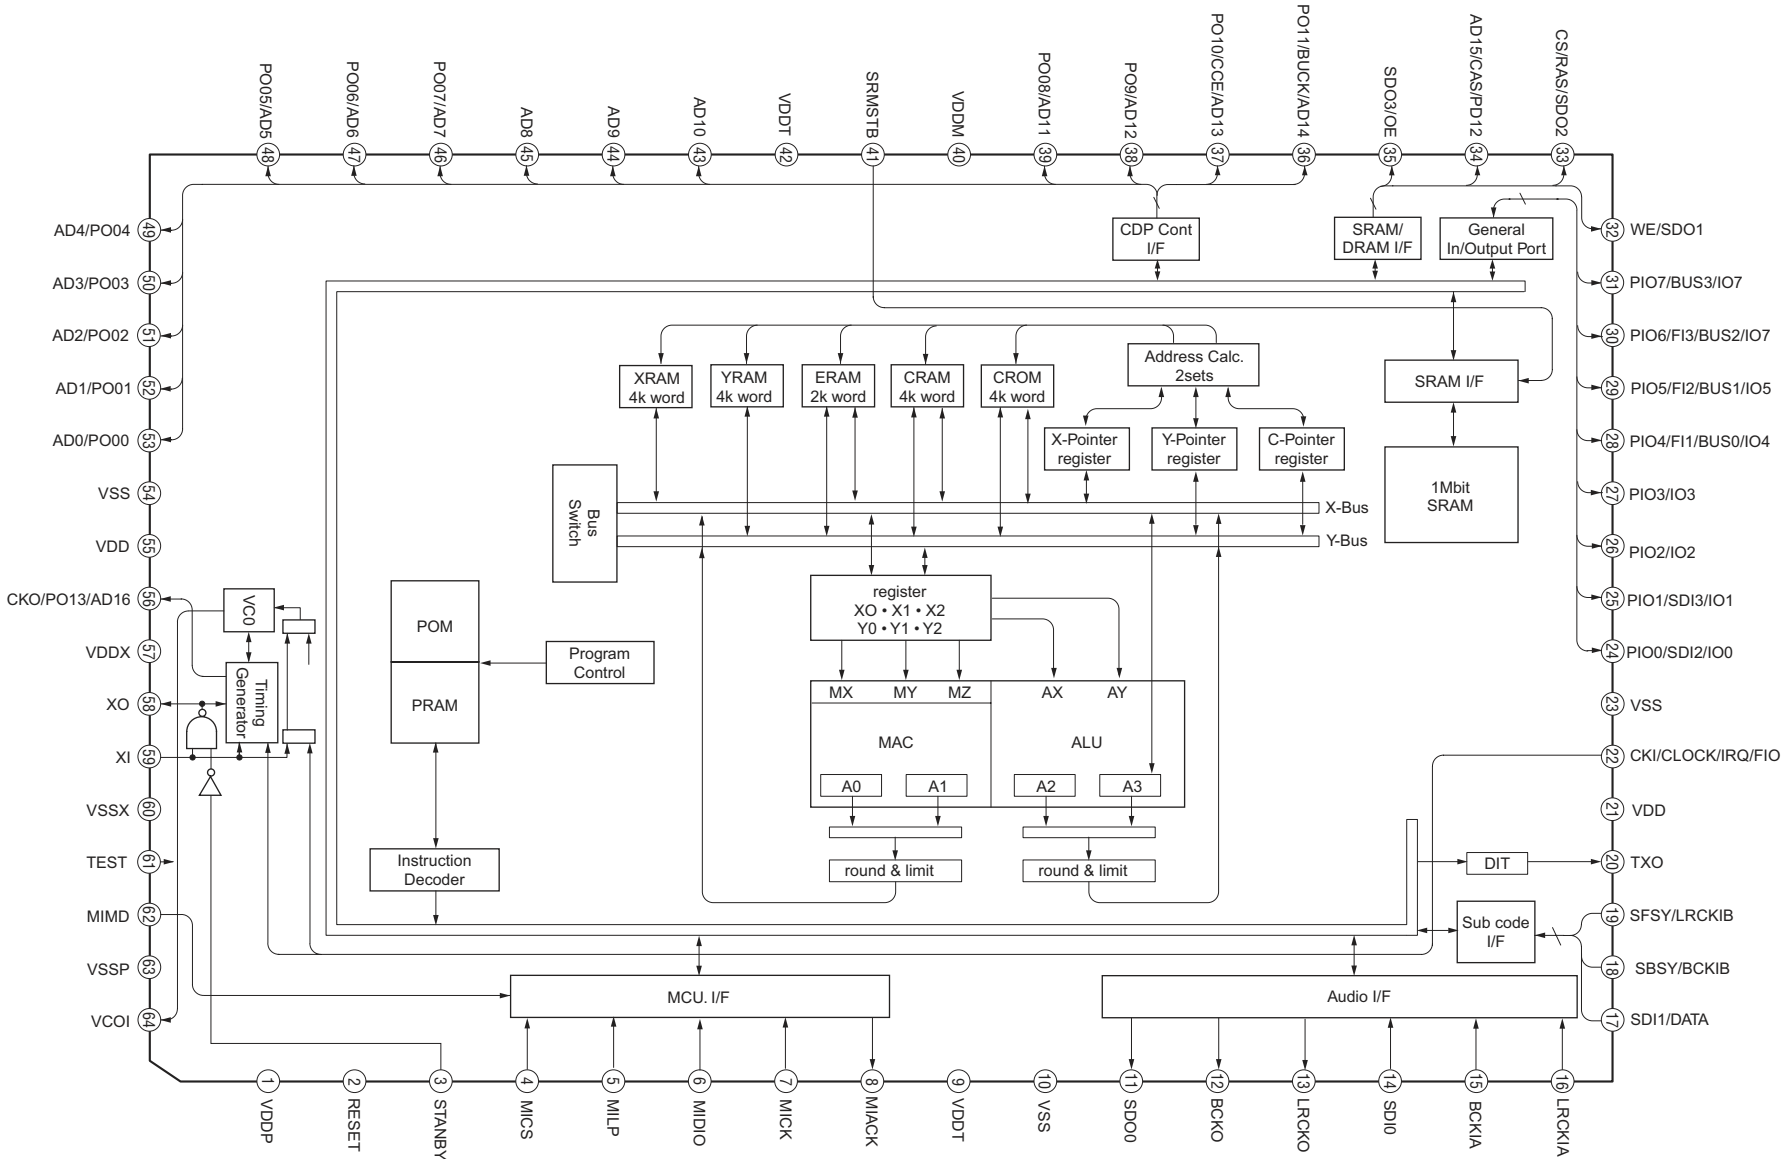 PO05/AD5
PO06/AD6
PO07/AD7
AD8
AD9
AD10
VDDT
SRMSTB
VDDM
PO08/AD11
PO09/AD12
PO10/CCE/AD13
PO11/BUCK/AD14
SDO3/OE
AD15/CAS/PD12
CS/RAS/SDO2
48
47
46
45
44
43
42
41
40
39
38
37
36
35
34
33
AD4/PO04
49
AD3/PO03
50
AD2/PO02
51
AD1/PO01
52
AD0/PO00
53
VSS
54
VDD
55
CKO/PO13/AD16
56
VDDX
57
XO
58
XI
59
VSSX
60
TEST
61
MIMD
62
VSSP
63
VCOI
64
CDP Cont
I/F
SRAM/
DRAM I/F
General
In/Output Port
XRAM
4k word
YRAM
4k word
ERAM
2k word
CRAM
4k word
CROM
4k word
Address Calc.
2sets
SRAM I/F
X-Pointer
register
Y-Pointer
register
C-Pointer
register
1Mbit
SRAM
Bus
Switch
X-Bus
Y-Bus
VC0
Timing
Generator
POM
PRAM
Program
Control
register
XO • X1 • X2
Y0 • Y1 • Y2
MX
MY
MZ
AX
AY
MAC
ALU
A0
A1
A2
A3
round & limit
round & limit
Instruction
Decoder
DIT
Sub code
I/F
MCU. I/F
Audio I/F
32
WE/SDO1
31
PIO7/BUS3/IO7
30
PIO6/FI3/BUS2/IO7
29
PIO5/FI2/BUS1/IO5
28
PIO4/FI1/BUS0/IO4
27
PIO3/IO3
26
PIO2/IO2
25
PIO1/SDI3/IO1
24
PIO0/SDI2/IO0
23
VSS
22
CKI/CLOCK/IRQ/FIO
21
VDD
20
TXO
19
SFSY/LRCKIB
18
SBSY/BCKIB
17
SDI1/DATA
1
2
3
4
5
6
7
8
9
10
11
12
13
14
15
16
VDDP
RESET
STANBY
MICS
MILP
MIDIO
MICK
MIACK
VDDT
VSS
SDO0
BCKO
LRCKO
SDI0
BCKIA
LRCKIA